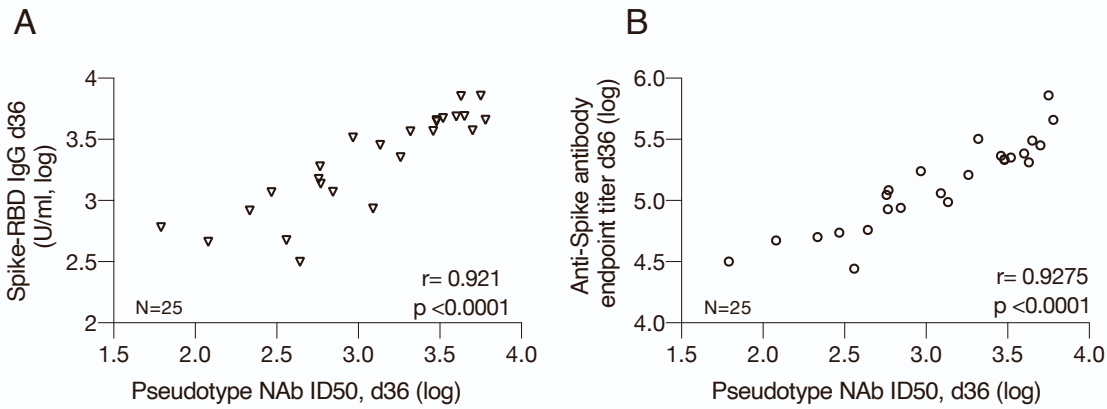 A
Spike-RBD IgG d36
(U/ml, log)
4
3.5
3
2.5
2
N=25
r= 0.921
p <0.0001
1.5 2.0 2.5 3.0 3.5 4.0
Pseudotype NAb ID50, d36 (log)
B
Anti-Spike antibody
endpoint titer d36 (log)
6.0
5.5
5.0
4.5
4.0
N=25
r= 0.9275
p <0.0001
1.5 2.0 2.5 3.0 3.5 4.0
Pseudotype NAb ID50, d36 (log)